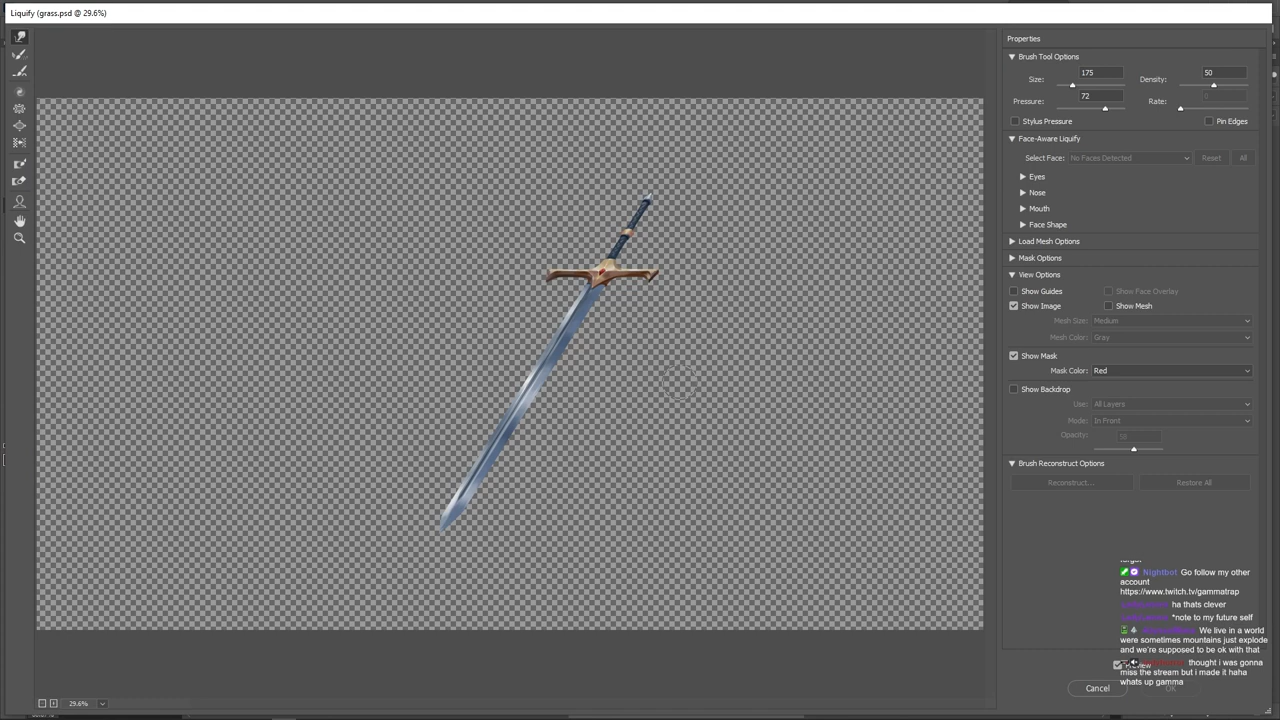 Liquify (grass.psd @ 29.6%)
Properties
Brush Tool Options
Size: 175 Density: 50
Pressure: 72 Rate:
Stylus Pressure Pin Edges
Face-Aware Liquify
Select Face: No Faces Detected Reset All
Eyes
Nose
Mouth
Face Shape
Load Mesh Options
Mask Options
View Options
Show Guides Show Face Overlay
Show Image Show Mesh
Mesh Size: Medium
Mesh Color: Gray
Show Mask
Mask Color: Red
Show Backdrop
Use: All Layers
Mode: In Front
Opacity: 58
Brush Reconstruct Options
Reconstruct... Restore All
Nightbot Go follow my other
account
https://www.twitch.tv/gammatrap
ha thats clever
*note to my future self
We live in a world
were sometimes mountains just explode
and we're supposed to be ok with that
thought i was gonna
miss the stream but i made it haha
whats up gamma
Cancel OK
29.6%